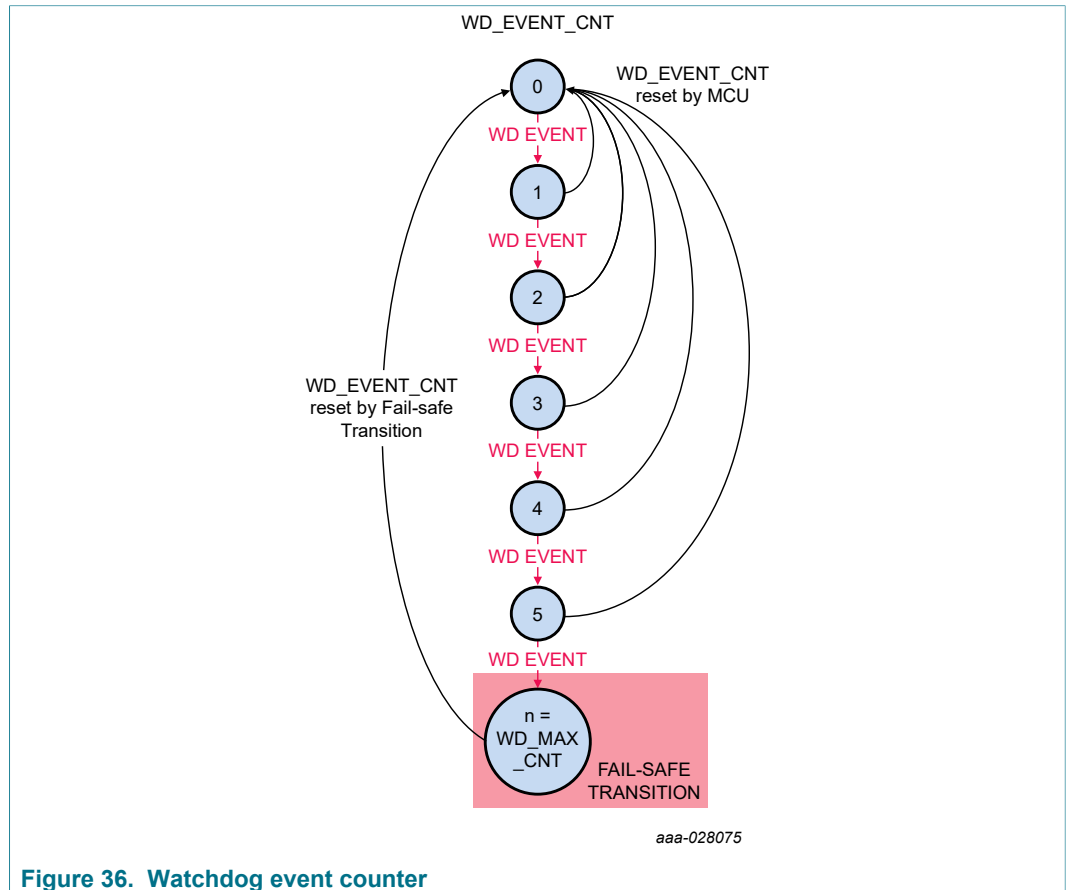 WD_EVENT_CNT
0
WD_EVENT_CNT
reset by MCU
WD EVENT
1
WD EVENT
2
WD EVENT
3
WD_EVENT_CNT
reset by Fail-safe
Transition
WD EVENT
4
WD EVENT
5
WD EVENT
n =
WD_MAX
_CNT
FAIL-SAFE
TRANSITION
aaa-028075
Figure 36. Watchdog event counter